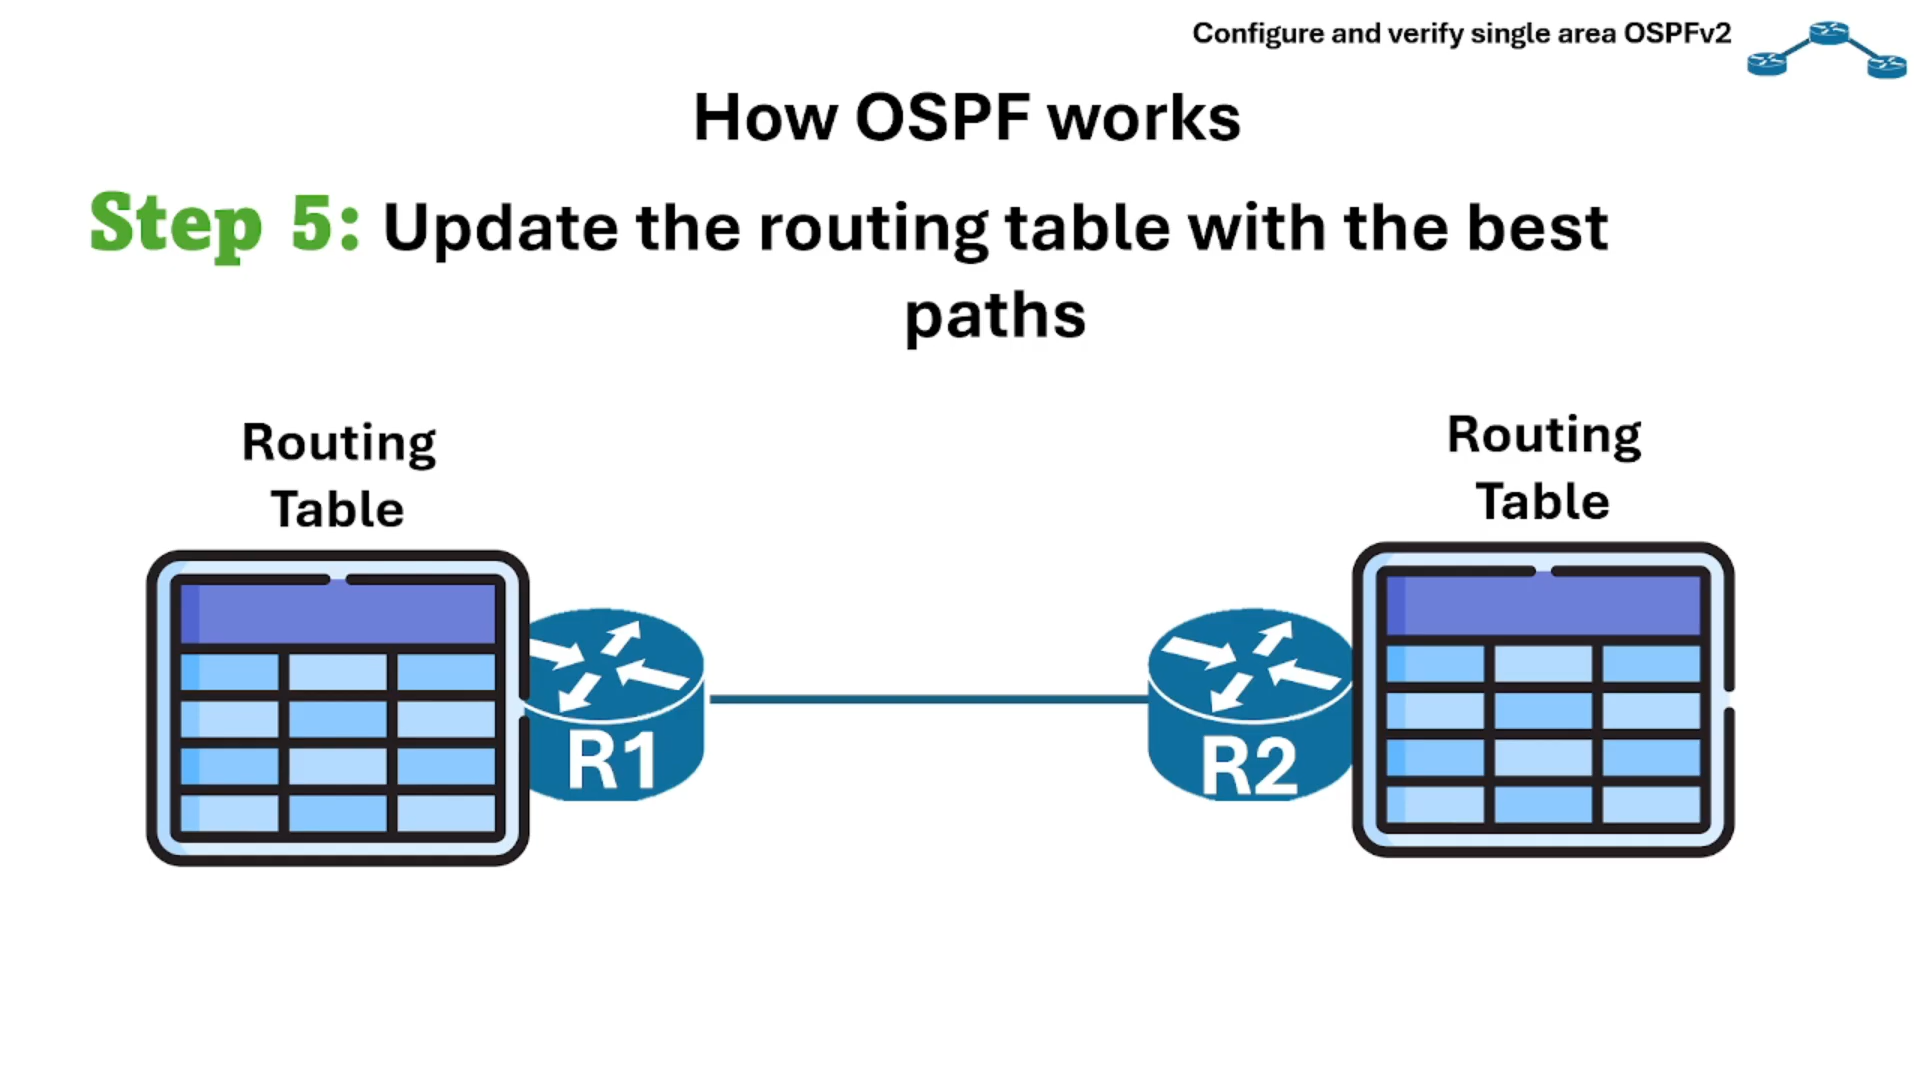 Configure and verify single area OSPFv2
How OSPF works
Step 5: Update the routing table with the best
paths
Routing
Table
Routing
Table
R1
R2